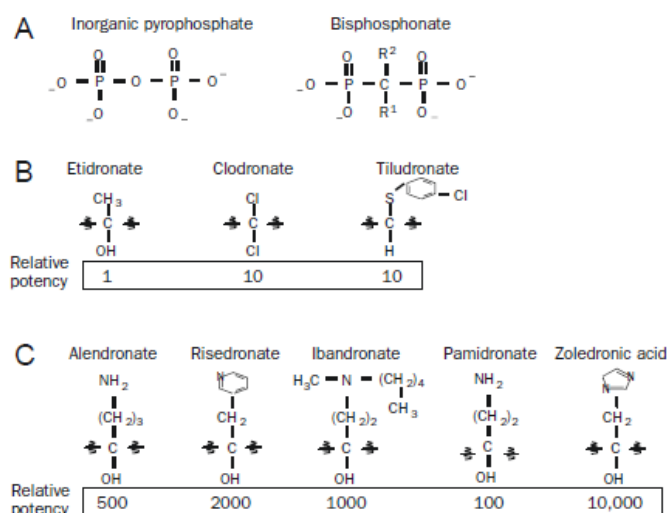 A Inorganic pyrophosphate Bisphosphonate
O O O R² O
⁻O P O P O⁻ ⁻O P C P O⁻
⁻O O⁻ ⁻O R¹ O⁻
B Etidronate Clodronate Tiludronate
CH₃ Cl S Cl
C C C
OH Cl H
Relative potency 1 10 10
C Alendronate Risedronate Ibandronate Pamidronate Zoledronic acid
NH₂ N H₃C N (CH₂)₄ NH₂ N N
CH₃
(CH₂)₃ CH₂ (CH₂)₂ (CH₂)₂ CH₂
C C C C C
OH OH OH OH OH
Relative potency 500 2000 1000 100 10,000